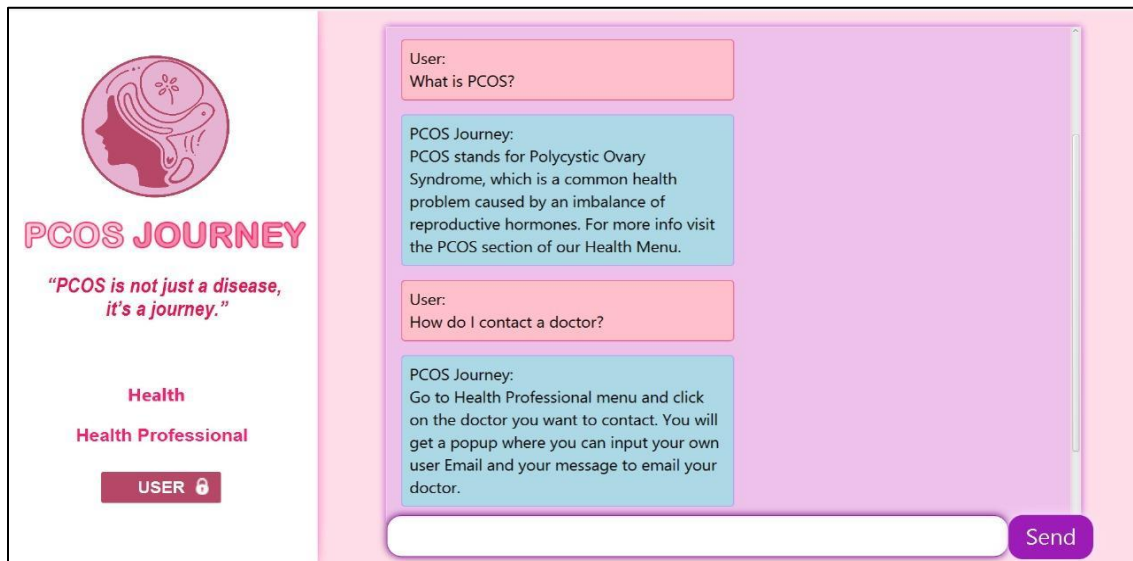 PCOS JOURNEY
“PCOS is not just a disease,
it’s a journey.”
Health
Health Professional
USER
User:
What is PCOS?
PCOS Journey:
PCOS stands for Polycystic Ovary
Syndrome, which is a common health
problem caused by an imbalance of
reproductive hormones. For more info visit
the PCOS section of our Health Menu.
User:
How do I contact a doctor?
PCOS Journey:
Go to Health Professional menu and click
on the doctor you want to contact. You will
get a popup where you can input your own
user Email and your message to email your
doctor.
Send